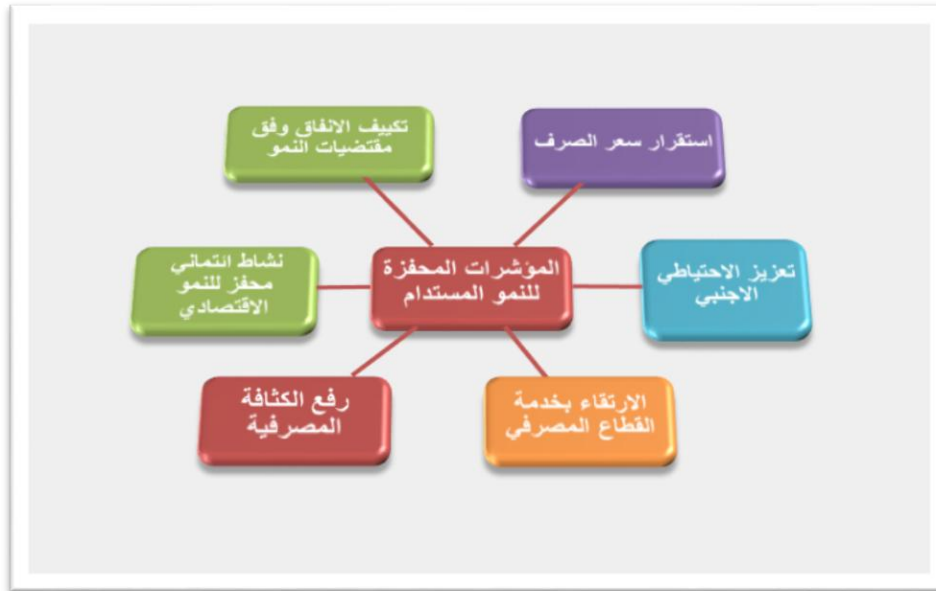 استقرار سعر الصرف
تكييف الانفاق وفق
مقتضيات النمو
تعزيز الاحتياطي
الاجنبي
المؤشرات المحفزة
للنمو المستدام
نشاط ائتماني
محفز للنمو
الاقتصادي
الارتقاء بخدمة
القطاع المصرفي
رفع الكثافة
المصرفية